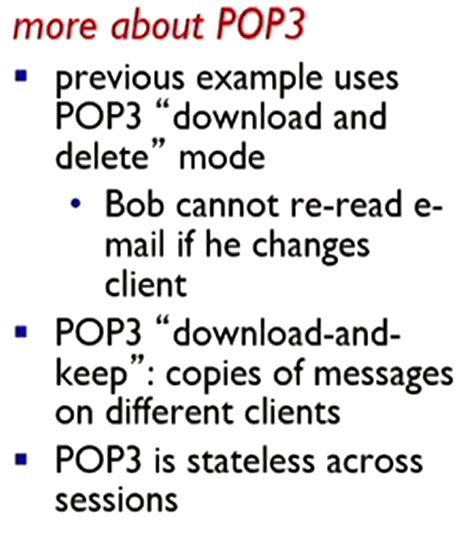 more about POP3
▪ previous example uses
POP3 “download and
delete” mode
• Bob cannot re-read e-
mail if he changes
client
▪ POP3 “download-and-
keep”: copies of messages
on different clients
▪ POP3 is stateless across
sessions